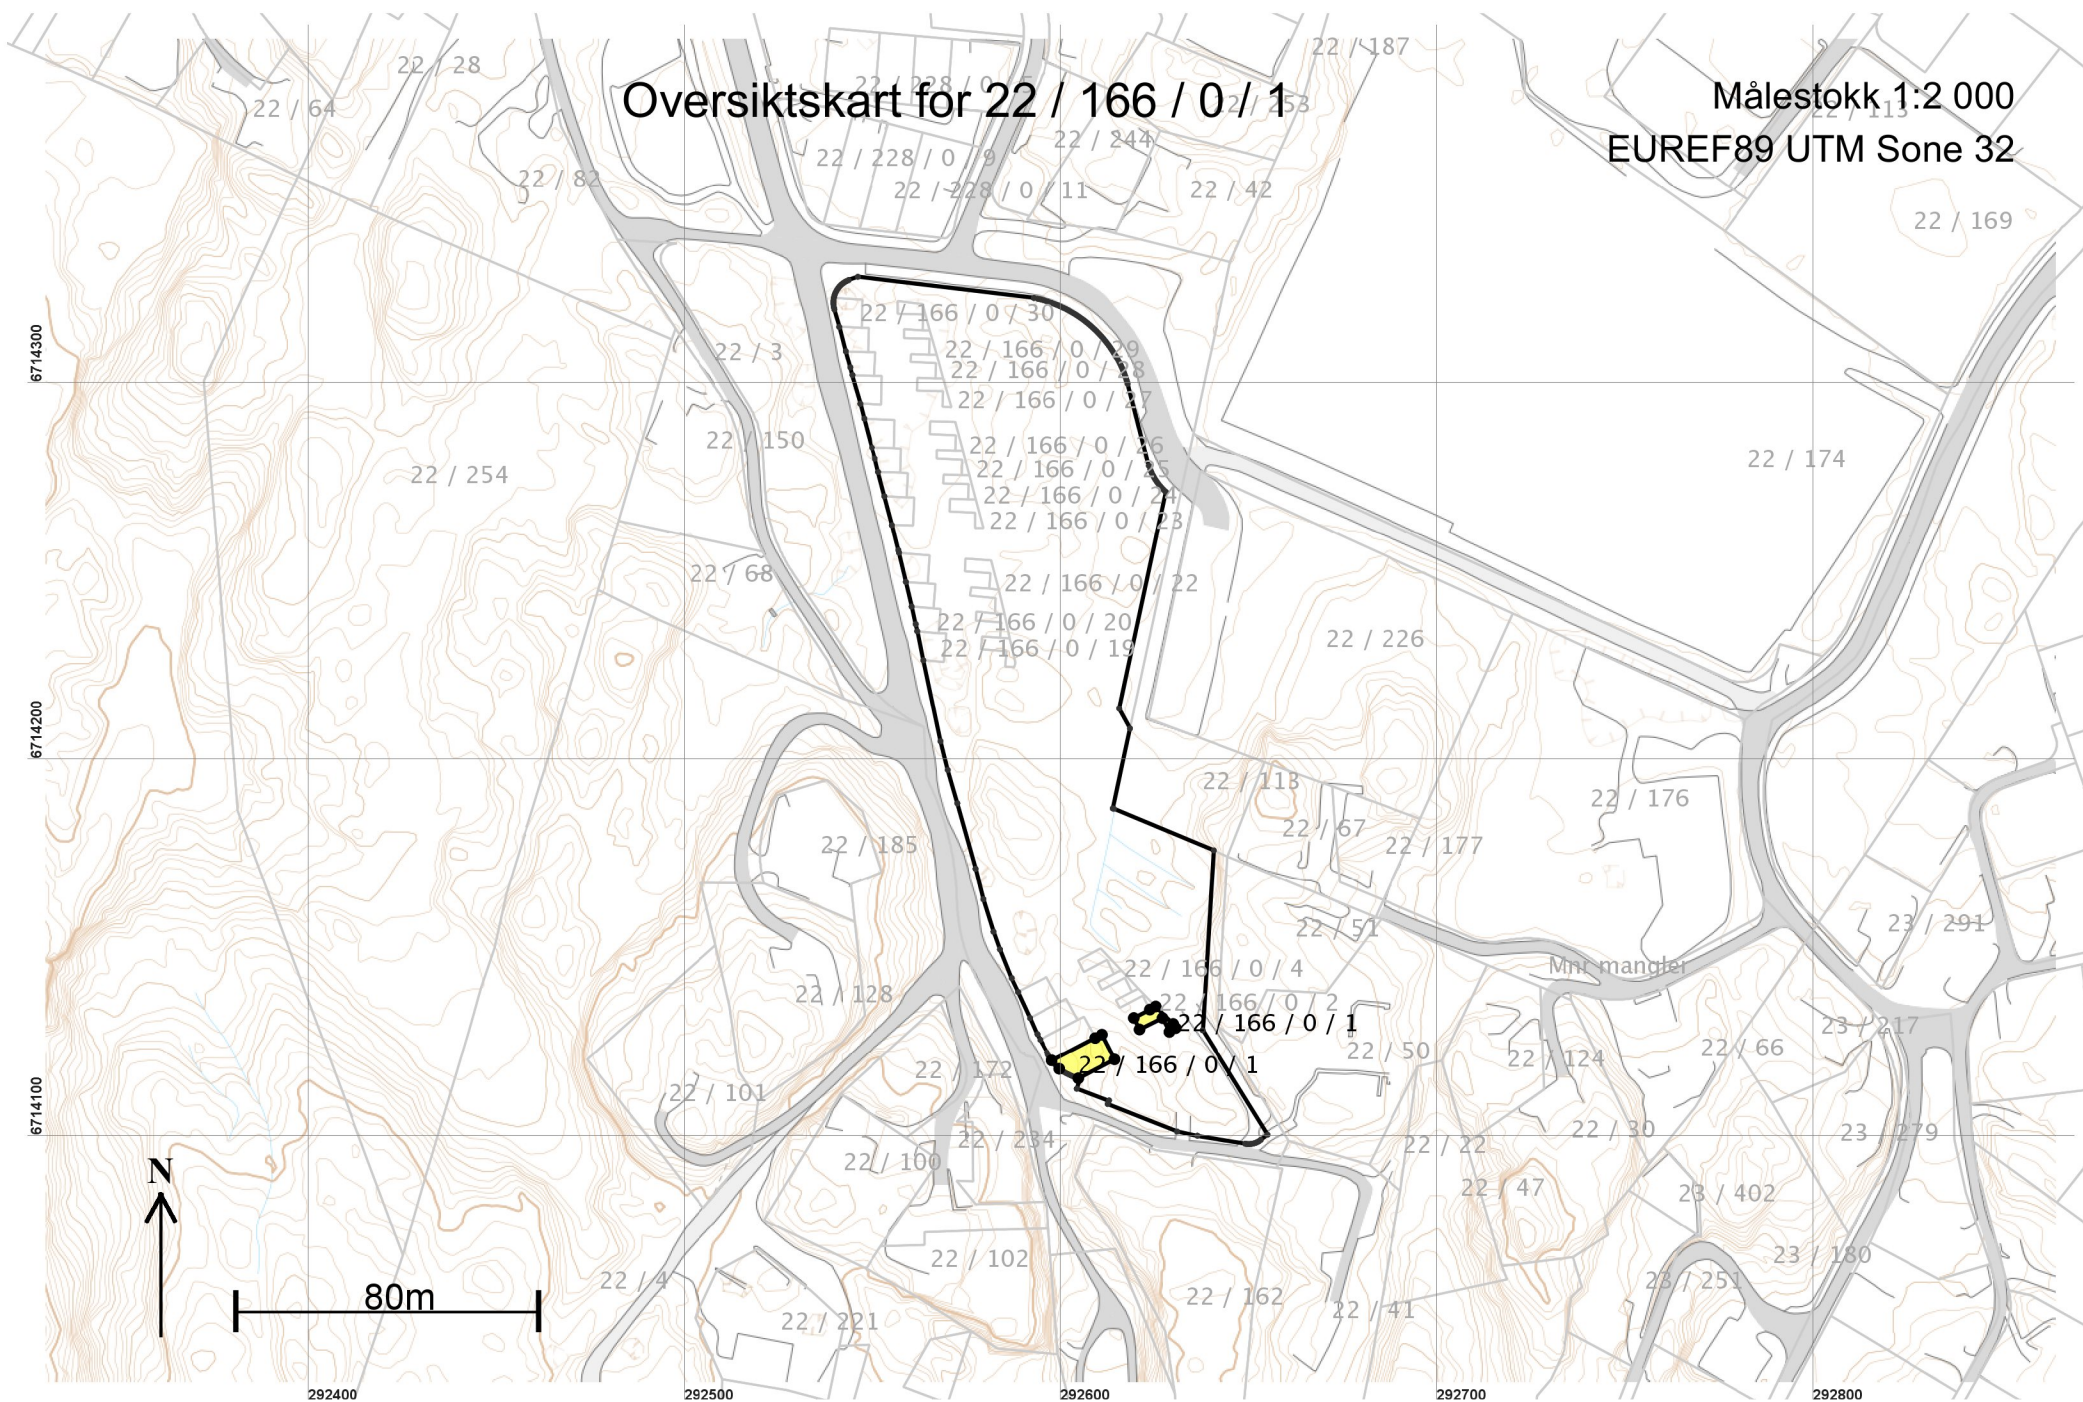 22 / 187
22 / 28
22 / 228 / 0 / 5
Oversiktskart for 22 / 166 / 0 / 1
22 / 253
Målestokk 1:2 000
22 / 113
22 / 64
22 / 244
EUREF89 UTM Sone 32
22 / 228 / 0 / 9
22 / 82
22 / 228 / 0 / 11
22 / 42
22 / 169
22 / 166 / 0 / 30
6714300
22 / 3
22 / 166 / 0 / 29
22 / 166 / 0 / 28
22 / 166 / 0 / 27
22 / 150
22 / 166 / 0 / 26
22 / 174
22 / 254
22 / 166 / 0 / 25
22 / 166 / 0 / 24
22 / 166 / 0 / 23
22 / 68
22 / 166 / 0 / 22
22 / 166 / 0 / 20
22 / 226
22 / 166 / 0 / 19
6714200
22 / 113
22 / 176
22 / 67
22 / 185
22 / 177
22 / 51
23 / 291
22 / 166 / 0 / 4
Mnr mangler
22 / 128
22 / 166 / 0 / 2
22 / 166 / 0 / 1
23 / 217
22 / 50
22 / 66
22 / 124
22 / 172
22 / 166 / 0 / 1
22 / 101
6714100
22 / 30
23 / 279
22 / 234
22 / 22
22 / 100
N
22 / 47
23 / 402
22 / 102
23 / 180
22 / 4
23 / 251
80m
22 / 162
22 / 41
22 / 221
292400
292500
292600
292700
292800